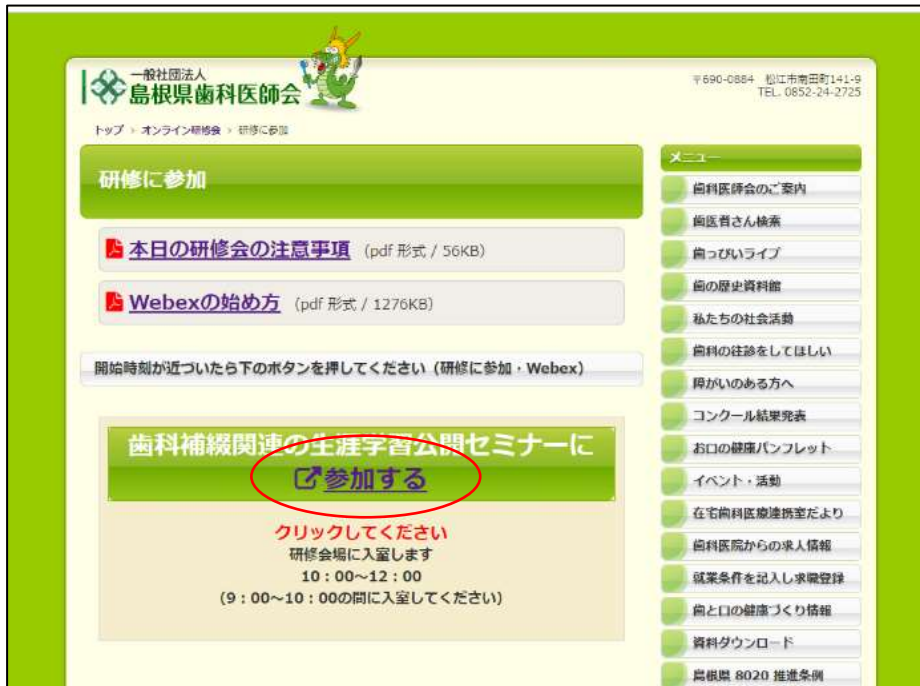 一般社団法人
島根県歯科医師会
〒690-0884 松江市南田町141-9
TEL. 0852-24-2725
トップ > オンライン研修会 > 研修に参加
研修に参加
本日の研修会の注意事項 (pdf 形式 / 56KB)
Webexの始め方 (pdf 形式 / 1276KB)
開始時刻が近づいたら下のボタンを押してください（研修に参加・Webex）
歯科補綴関連の生涯学習公開セミナーに
参加する
クリックしてください
研修会場に入室します
10：00～12：00
(9：00～10：00の間に入室してください)
メニュー
歯科医師会のご案内
歯医者さん検索
歯っぴいライブ
歯の歴史資料館
私たちの社会活動
歯科の往診をしてほしい
障がいのある方へ
コンクール結果発表
お口の健康パンフレット
イベント・活動
在宅歯科医療連携室だより
歯科医院からの求人情報
就業条件を記入し求職登録
歯と口の健康づくり情報
資料ダウンロード
島根県 8020 推進条例